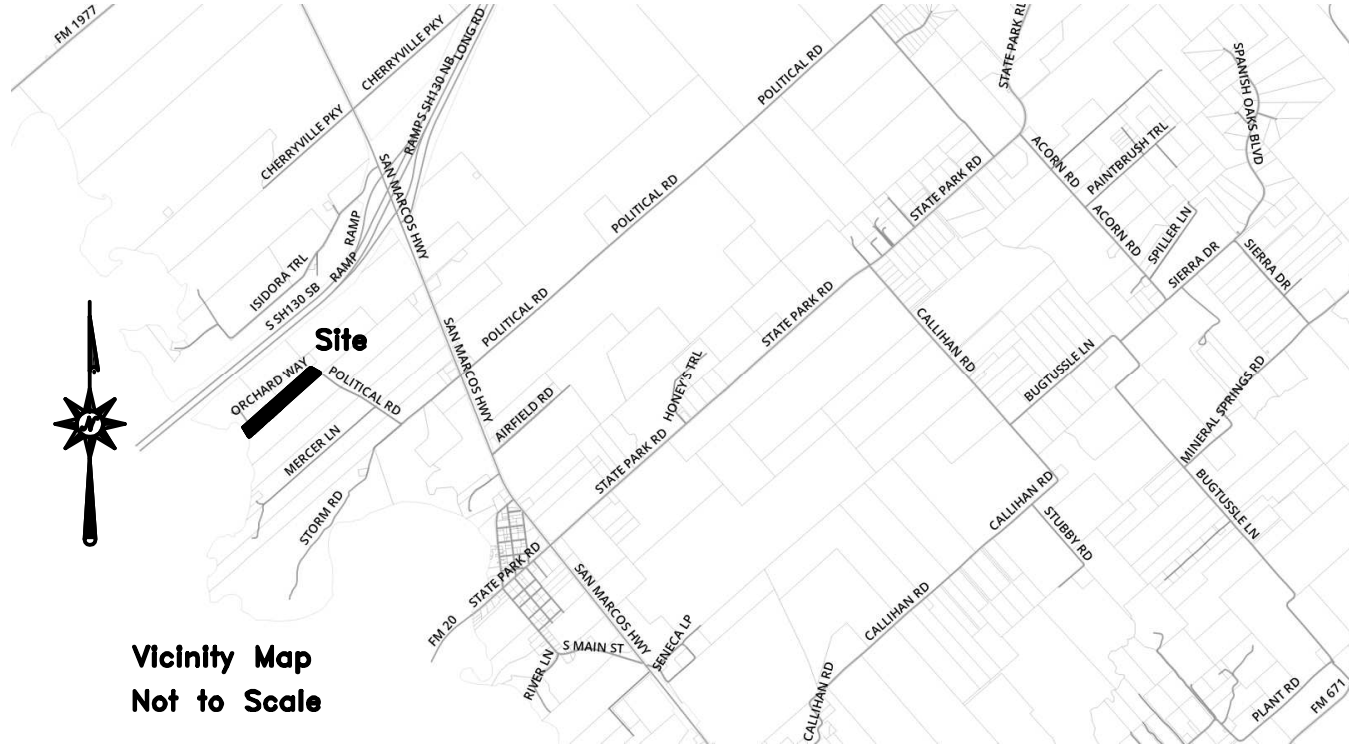 FM 1977
CHERRYVILLE PKY
LONG RD
RAMPS SH130 NB
STATE PARK RD
POLITICAL RD
SPANISH OAKS BLVD
CHERRYVILLE PKY
SAN MARCOS HWY
ACORN RD
PAINTBRUSH TRL
POLITICAL RD
STATE PARK RD
ACORN RD
SPILLER LN
RAMP
RAMP
ISIDORA TRL
S SH130 SB
SIERRA DR
SIERRA DR
POLITICAL RD
STATE PARK RD
CALLIHAN RD
Site
SAN MARCOS HWY
ORCHARD WAY
POLITICAL RD
HONEY'S TRL
BUGTUSSLE LN
MINERAL SPRINGS RD
N
AIRFIELD RD
MERCER LN
STATE PARK RD
STORM RD
CALLIHAN RD
STUBBY RD
BUGTUSSLE LN
STATE PARK RD
FM 20
SAN MARCOS HWY
CALLIHAN RD
S MAIN ST
SENECA LP
RIVER LN
CALLIHAN RD
PLANT RD
FM 671
Vicinity Map
Not to Scale